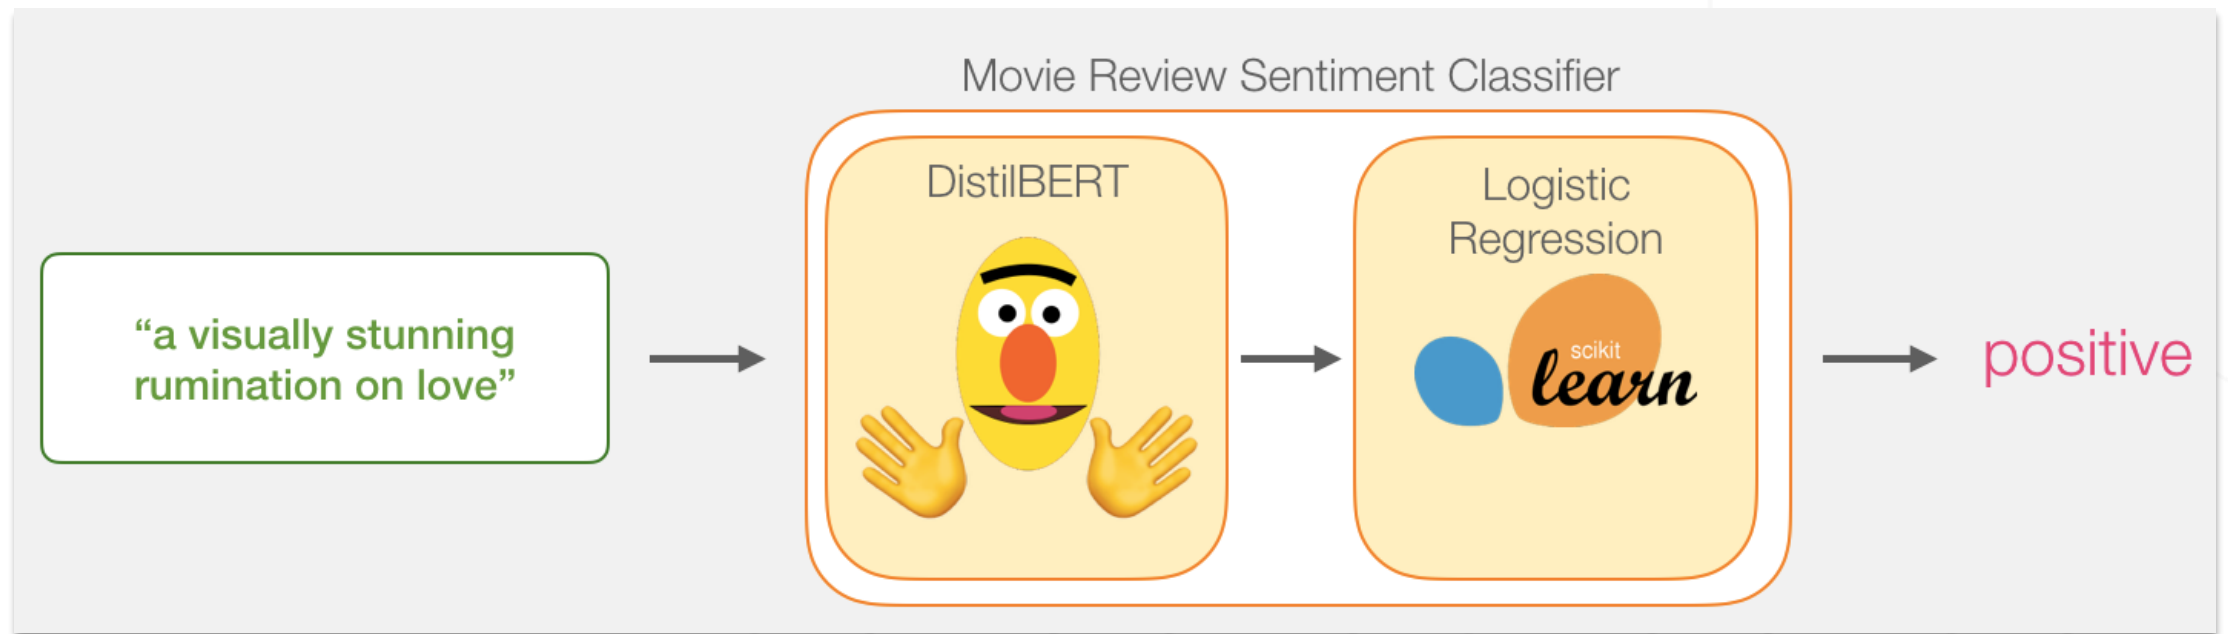 Movie Review Sentiment Classifier
“a visually stunning
rumination on love”
DistilBERT
Logistic
Regression
scikit
learn
positive